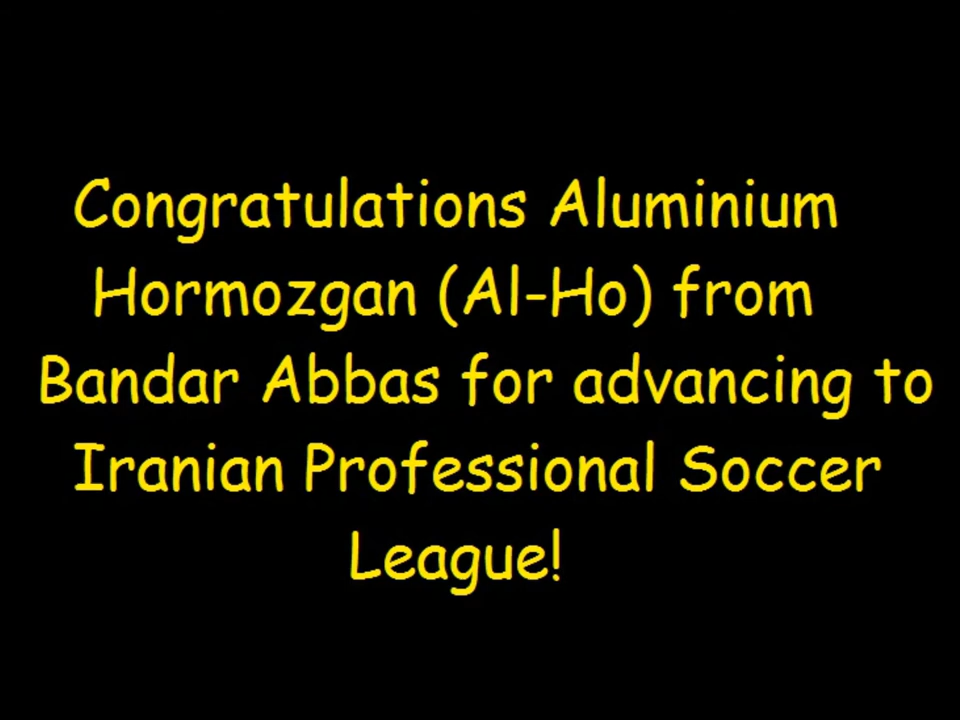 Congratulations Aluminium
Hormozgan (Al-Ho) from
Bandar Abbas for advancing to
Iranian Professional Soccer
League!